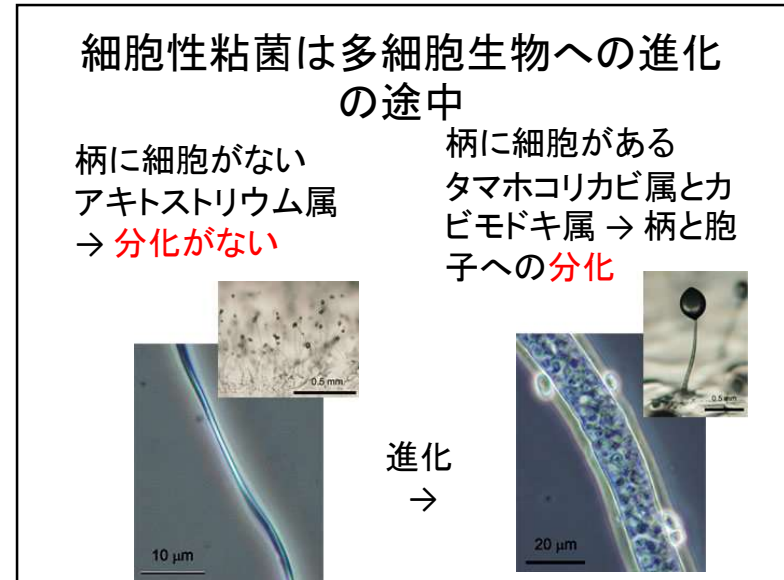 細胞性粘菌は多細胞生物への進化
の途中
柄に細胞がない
アキトストリウム属
→ 分化がない
柄に細胞がある
タマホコリカビ属とカ
ビモドキ属 → 柄と胞
子への分化
0.5 mm
10 μm
進化
→
0.5 mm
20 μm